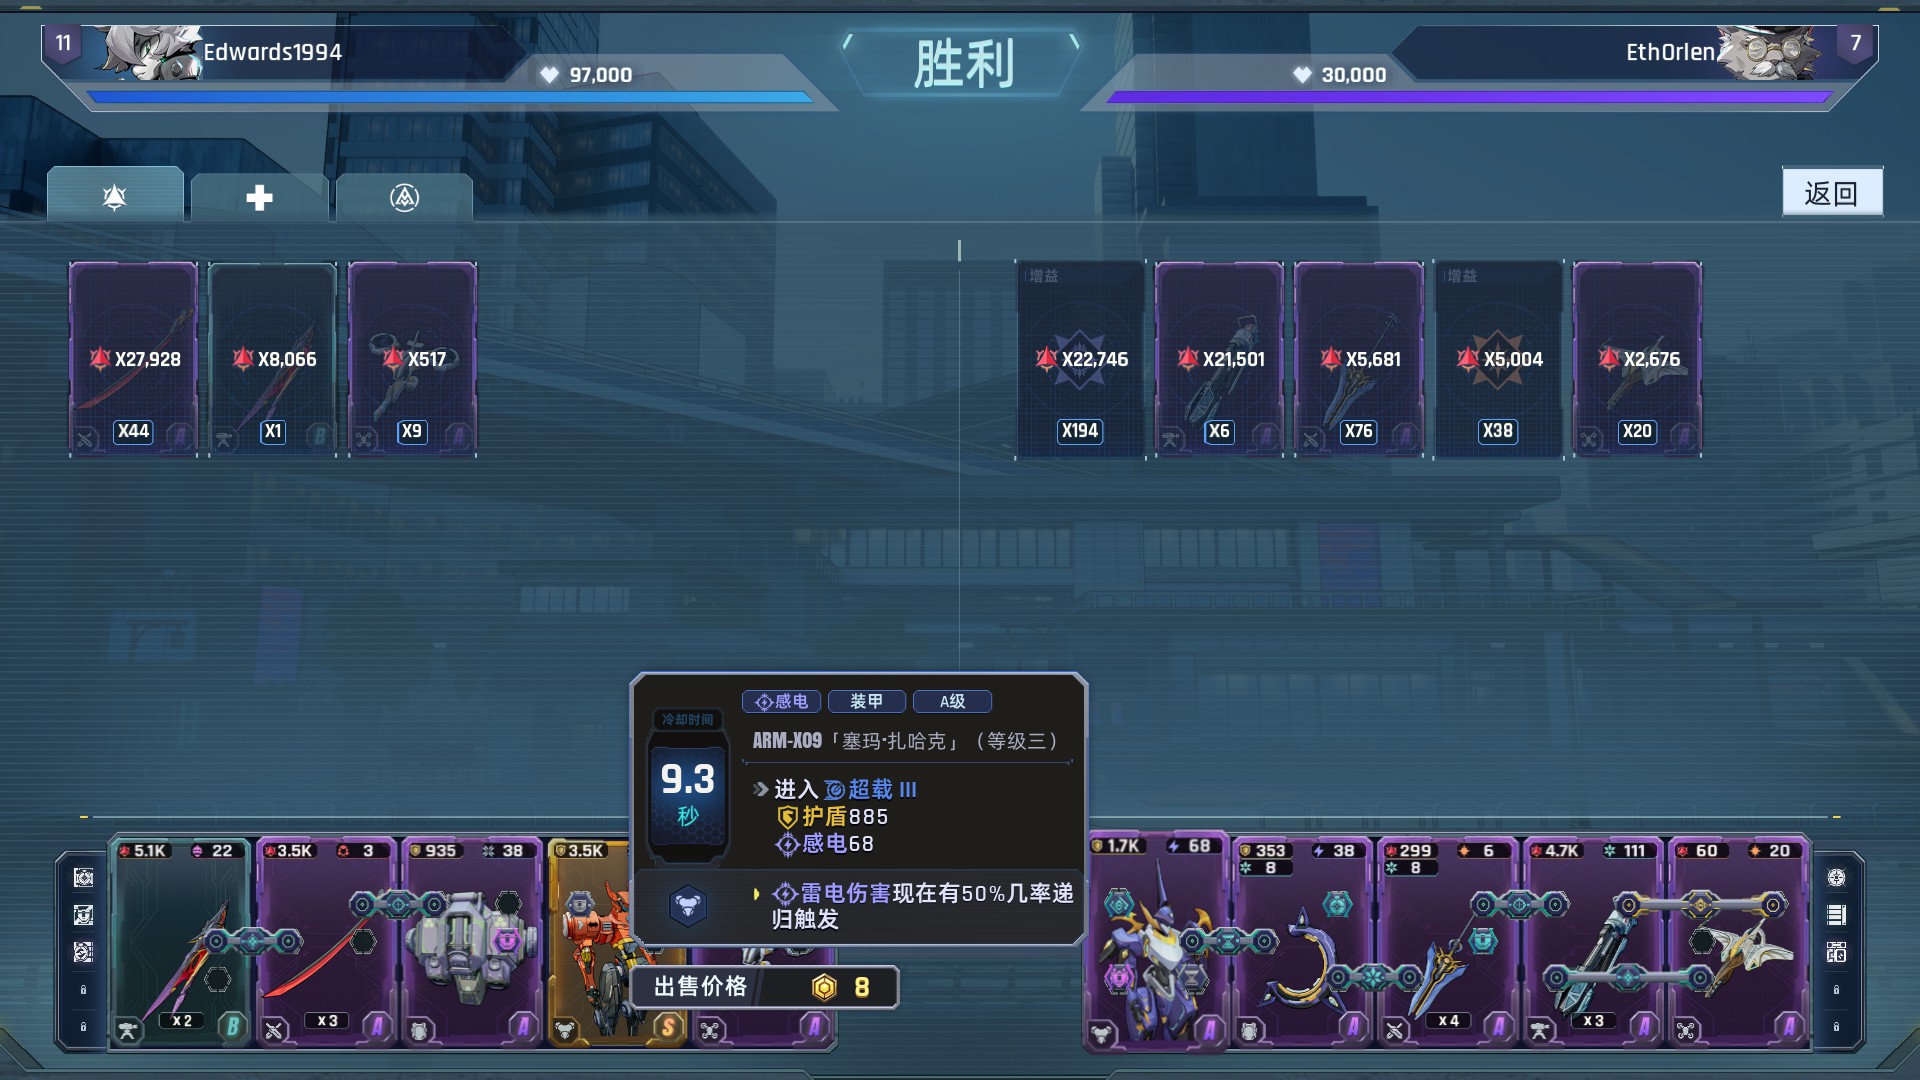 11
Edwards1994
97,000
胜利
30,000
EthOrlen
7
返回
X27,928
X44
A
X8,066
X1
B
X517
X9
A
增益
X22,746
X194
X21,501
X6
A
X5,681
X76
A
增益
X5,004
X38
X2,676
X20
A
感电
装甲
A级
冷却时间
9.3
秒
ARM-X09「塞玛·扎哈克」（等级三）
进入超载 III
护盾885
感电68
雷电伤害现在有50%几率递
归触发
出售价格
8
5.1K
22
x2
B
3.5K
3
x3
A
935
38
A
3.5K
S
A
1.7K
68
A
353
38
8
A
299
6
8
x4
A
4.7K
111
x3
A
60
20
A